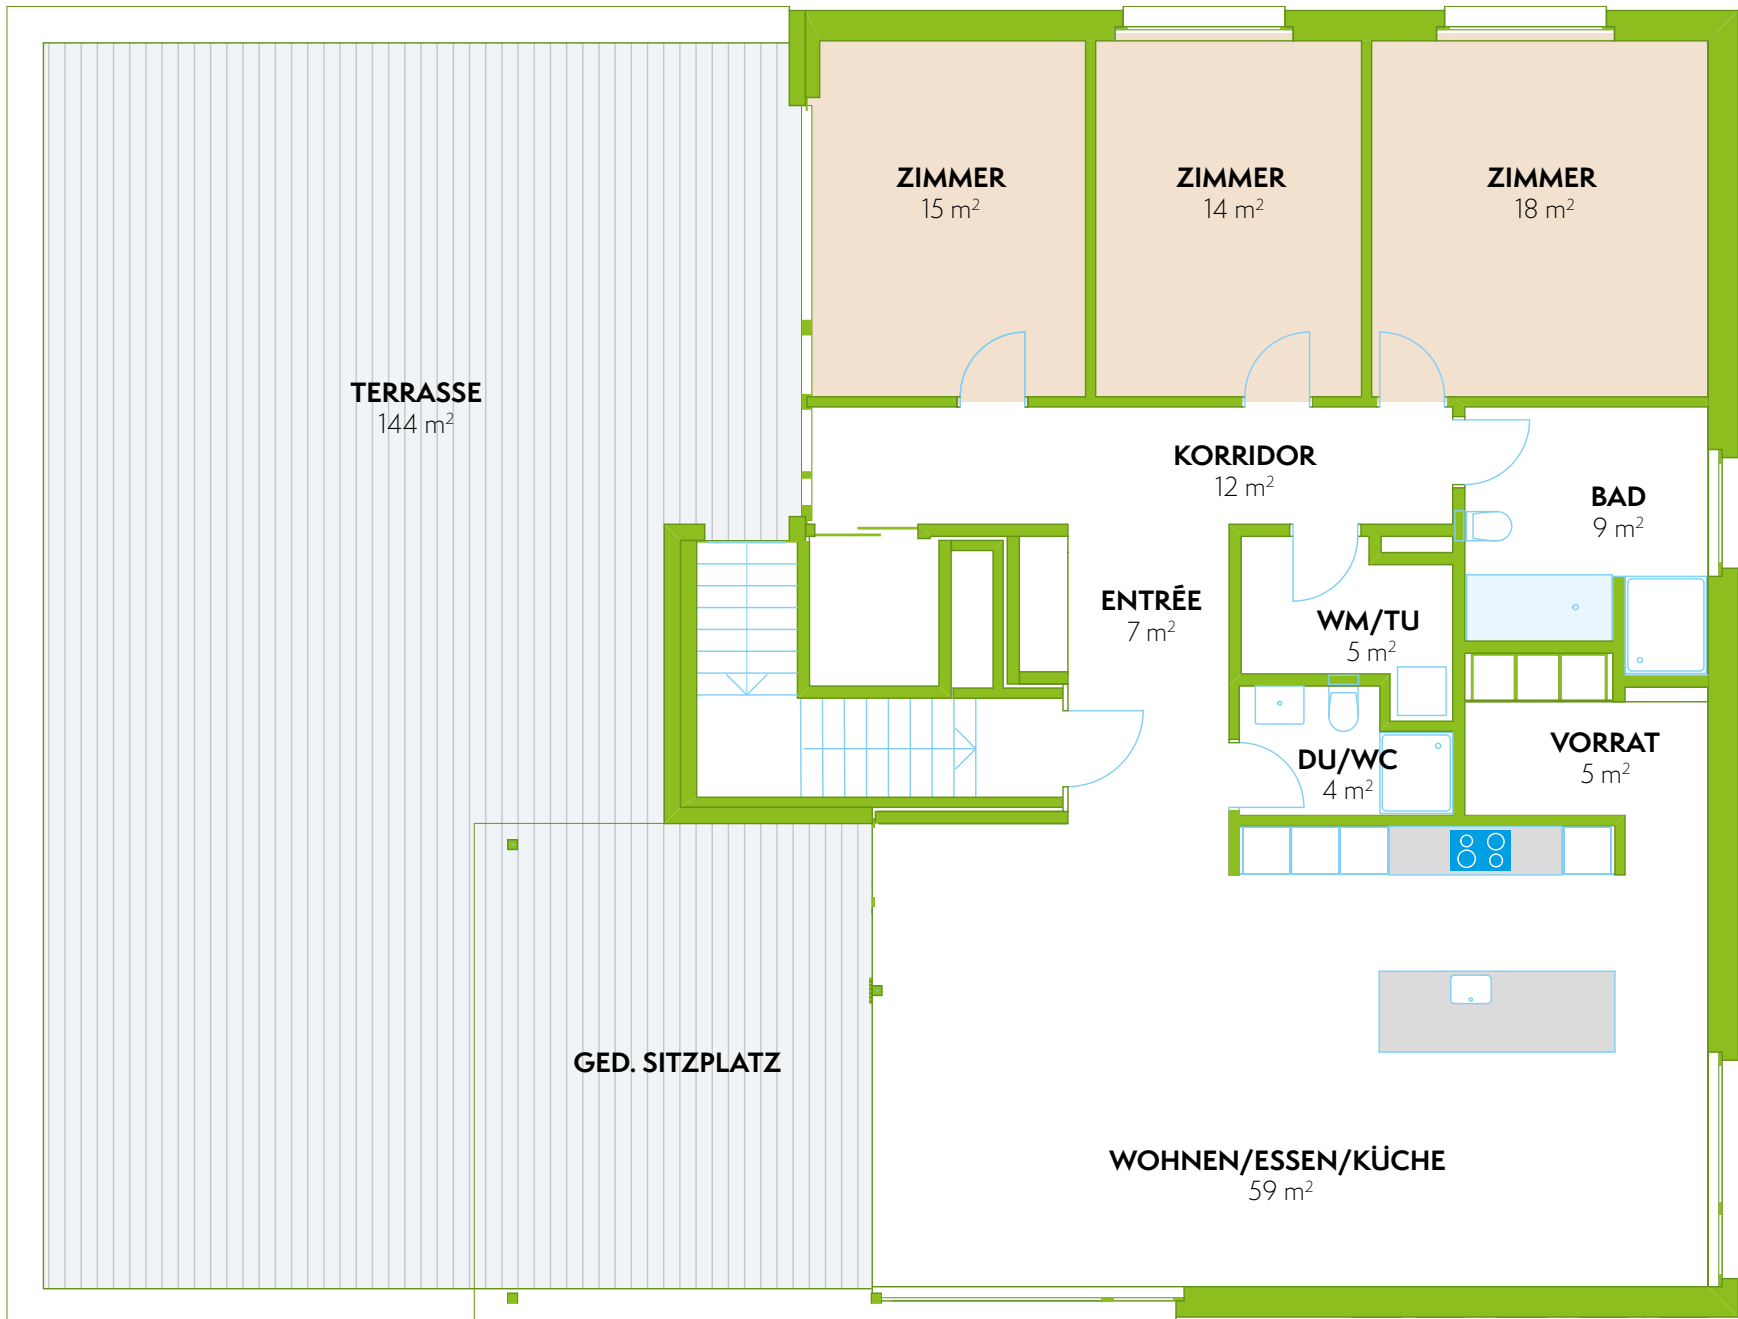 ZIMMER
15 m²
ZIMMER
14 m²
ZIMMER
18 m²
TERRASSE
144 m²
KORRIDOR
12 m²
BAD
9 m²
ENTRÉE
7 m²
WM/TU
5 m²
VORRAT
5 m²
DU/WC
4 m²
GED. SITZPLATZ
WOHNEN/ESSEN/KÜCHE
59 m²